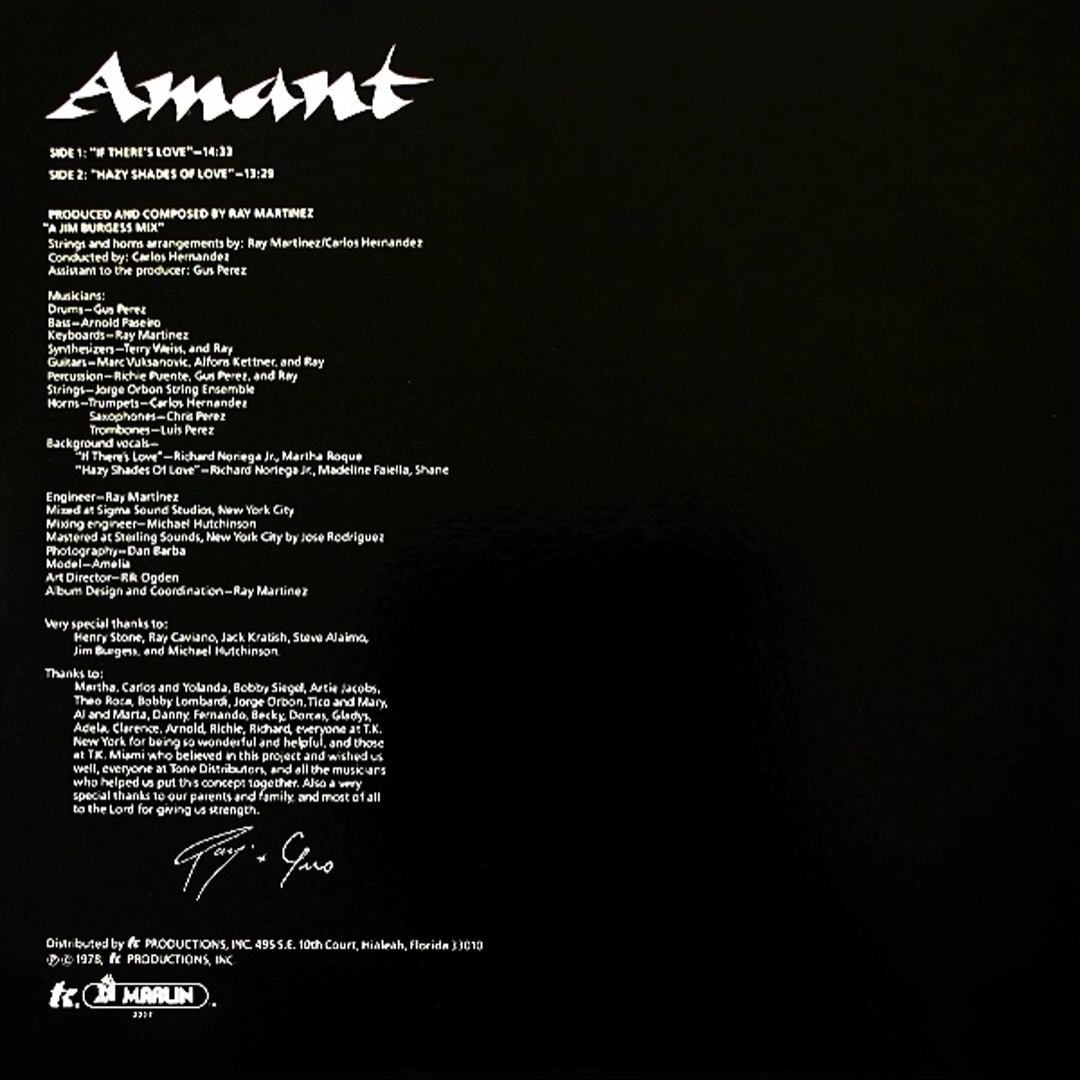 Amant
SIDE 1: "IF THERE'S LOVE"—14:33
SIDE 2: "HAZY SHADES OF LOVE"—13:29
PRODUCED AND COMPOSED BY RAY MARTINEZ
"A JIM BURGESS MIX"
Strings and horns arrangements by: Ray Martinez/Carlos Hernandez
Conducted by: Carlos Hernandez
Assistant to the producer: Gus Perez
Musicians:
Drums—Gus Perez
Bass—Arnold Paseiro
Keyboards—Ray Martinez
Synthesizers—Terry Weiss, and Ray
Guitars—Marc Vuksanovic, Alfons Kettner, and Ray
Percussion—Richie Puente, Gus Perez, and Ray
Strings—Jorge Orbon String Ensemble
Horns—Trumpets—Carlos Hernandez
Saxophones—Chris Perez
Trombones—Luis Perez
Background vocals—
"If There's Love"—Richard Noriega Jr., Martha Roque
"Hazy Shades Of Love"—Richard Noriega Jr., Madeline Faiella, Shane
Engineer—Ray Martinez
Mixed at Sigma Sound Studios, New York City
Mixing engineer—Michael Hutchinson
Mastered at Sterling Sounds, New York City by Jose Rodriguez
Photography—Dan Barba
Model—Amelia
Art Director—Rik Ogden
Album Design and Coordination—Ray Martinez
Very special thanks to:
Henry Stone, Ray Caviano, Jack Kratish, Steve Alaimo,
Jim Burgess, and Michael Hutchinson.
Thanks to:
Martha, Carlos and Yolanda, Bobby Siegel, Artie Jacobs,
Theo Roca, Bobby Lombardi, Jorge Orbon, Tico and Mary,
Al and Marta, Danny, Fernando, Becky, Dorcas, Gladys,
Adela, Clarence, Arnold, Richie, Richard, everyone at T.K.
New York for being so wonderful and helpful, and those
at T.K. Miami who believed in this project and wished us
well, everyone at Tone Distributors, and all the musicians
who helped us put this concept together. Also a very
special thanks to our parents and family, and most of all
to the Lord for giving us strength.
Ray + Gus
Distributed by tk PRODUCTIONS, INC. 495 S.E. 10th Court, Hialeah, Florida 33010
℗ © 1978, tk PRODUCTIONS, INC.
tk. MARLIN.